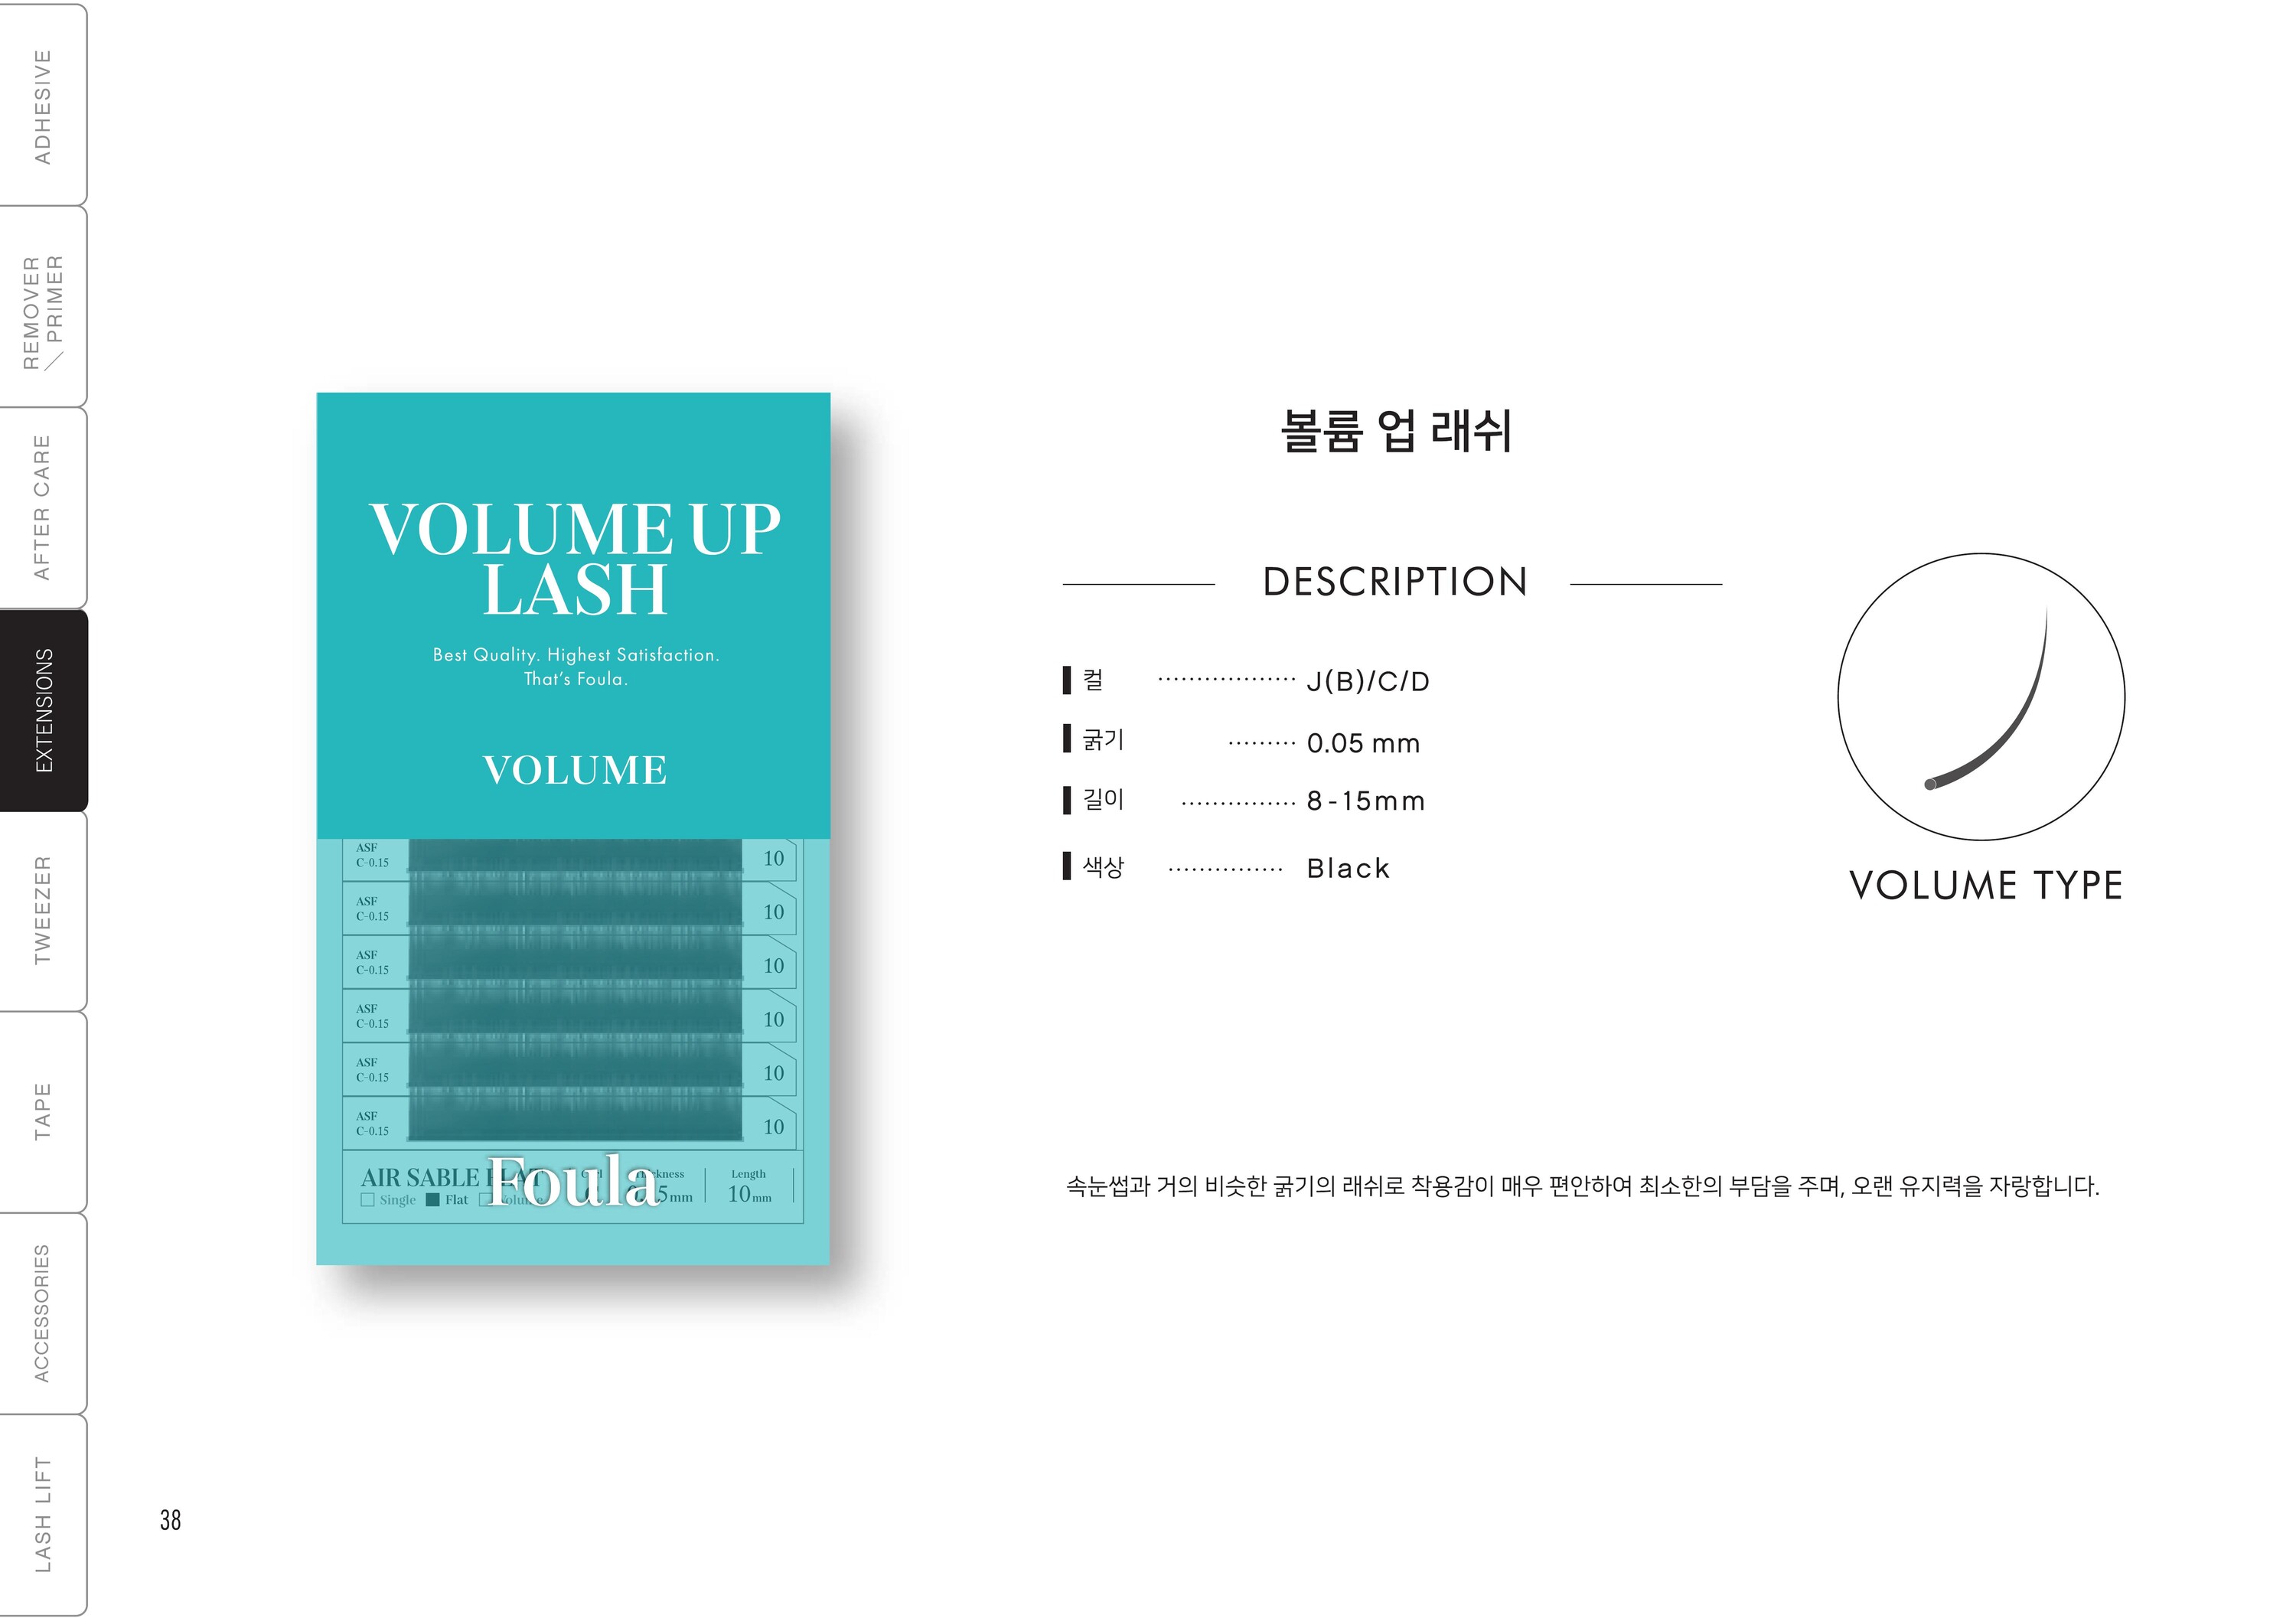 ADHESIVE
REMOVER
/ PRIMER
AFTER CARE
EXTENSIONS
TWEEZER
TAPE
ACCESSORIES
LASH LIFT
VOLUME UP
LASH
Best Quality. Highest Satisfaction.
That's Foula.
VOLUME
ASF
C-0.15
10
ASF
C-0.15
10
ASF
C-0.15
10
ASF
C-0.15
10
ASF
C-0.15
10
ASF
C-0.15
10
AIR SABLE
Length
Single Flat
10mm
Foula
볼륨 업 래쉬
DESCRIPTION
컬 .................. J(B)/C/D
굵기 ......... 0.05 mm
길이 ............... 8-15mm
색상 ............... Black
VOLUME TYPE
속눈썹과 거의 비슷한 굵기의 래쉬로 착용감이 매우 편안하여 최소한의 부담을 주며, 오랜 유지력을 자랑합니다.
38